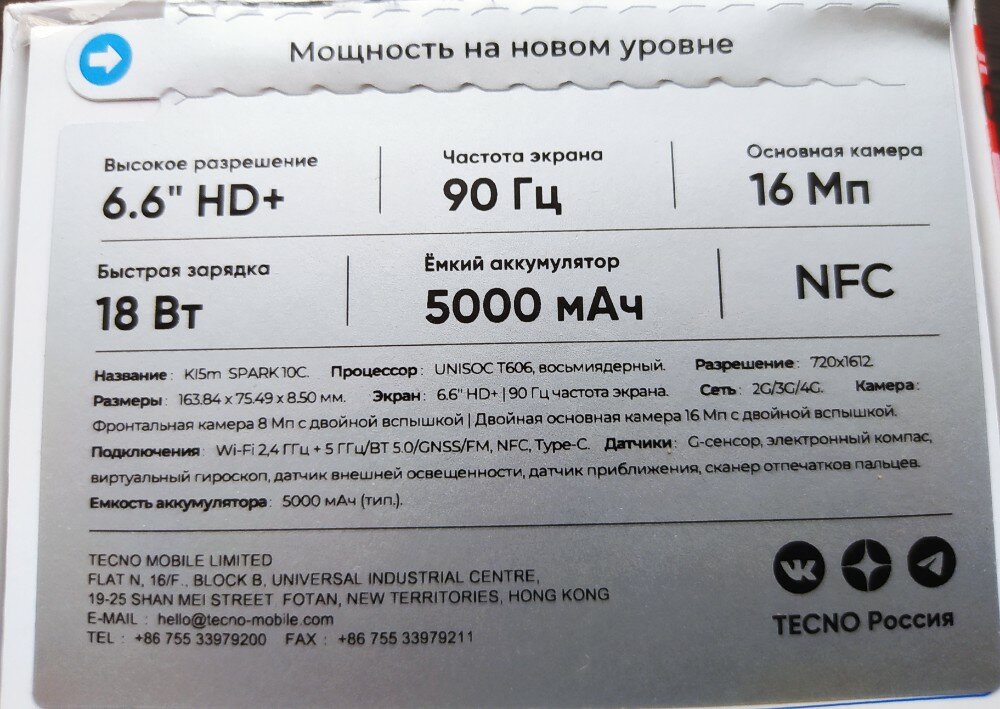 Мощность на новом уровне
Высокое разрешение
6.6" HD+
Частота экрана
90 Гц
Основная камера
16 Мп
Быстрая зарядка
18 Вт
Ёмкий аккумулятор
5000 мАч
NFC
Название: KI5m SPARK 10C. Процессор: UNISOC T606, восьмиядерный. Разрешение: 720x1612
Размеры: 163.84 x 75.49 x 8.50 мм. Экран: 6.6" HD+ | 90 Гц частота экрана. Сеть: 2G/3G/4G. Камера:
Фронтальная камера 8 Мп с двойной вспышкой | Двойная основная камера 16 Мп с двойной вспышкой.
Подключения: Wi-Fi 2,4 ГГц + 5 ГГц/BT 5.0/GNSS/FM, NFC, Type-C. Датчики: G-сенсор, электронный компас,
виртуальный гироскоп, датчик внешней освещенности, датчик приближения, сканер отпечатков пальцев.
Емкость аккумулятора: 5000 мАч (тип.).
TECNO MOBILE LIMITED
FLAT N, 16/F., BLOCK B, UNIVERSAL INDUSTRIAL CENTRE,
19-25 SHAN MEI STREET FOTAN, NEW TERRITORIES, HONG KONG
E-MAIL : hello@tecno-mobile.com
TEL : +86 755 33979200 FAX : +86 755 33979211
TECNO Россия